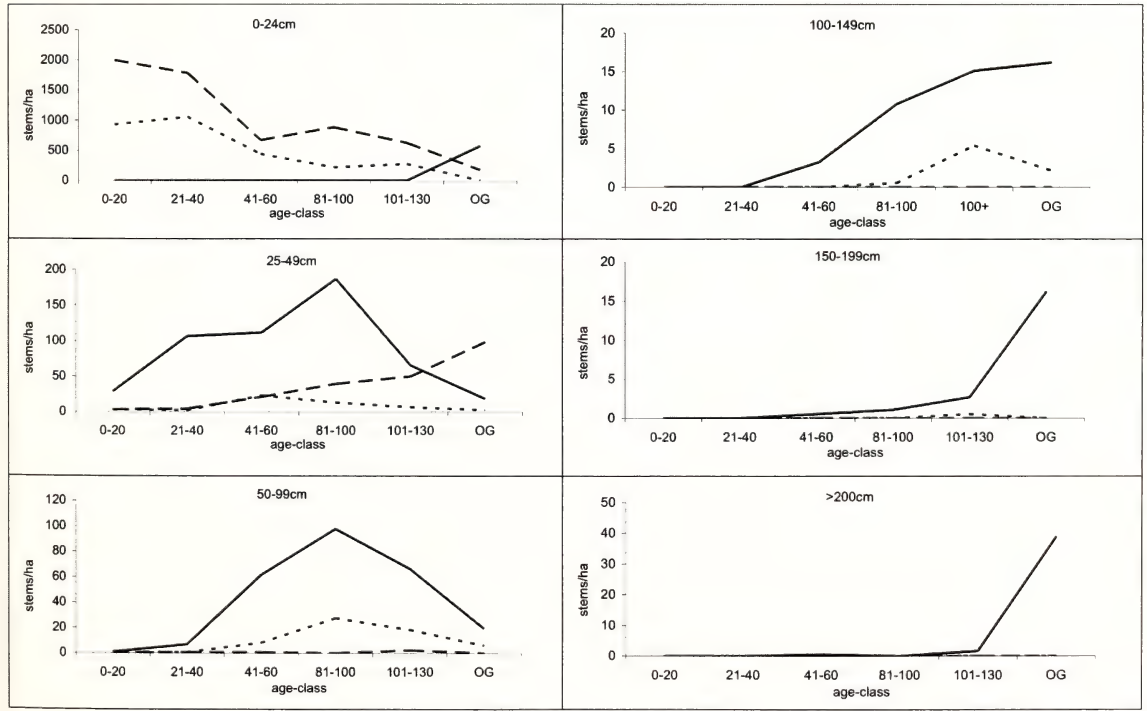 0-24cm
2500
2000
1500
1000
500
0
stems/ha
0-20 21-40 41-60 81-100 101-130 OG
age-class
100-149cm
20
15
10
5
0
stems/ha
0-20 21-40 41-60 81-100 100+ OG
age-class
25-49cm
200
150
100
50
0
stems/ha
0-20 21-40 41-60 81-100 101-130 OG
age-class
150-199cm
20
15
10
5
0
stems/ha
0-20 21-40 41-60 81-100 101-130 OG
age-class
50-99cm
120
100
80
60
40
20
0
stems/ha
0-20 21-40 41-60 81-100 101-130 OG
age-class
>200cm
50
40
30
20
10
0
stems/ha
0-20 21-40 41-60 81-100 101-130 OG
age-class